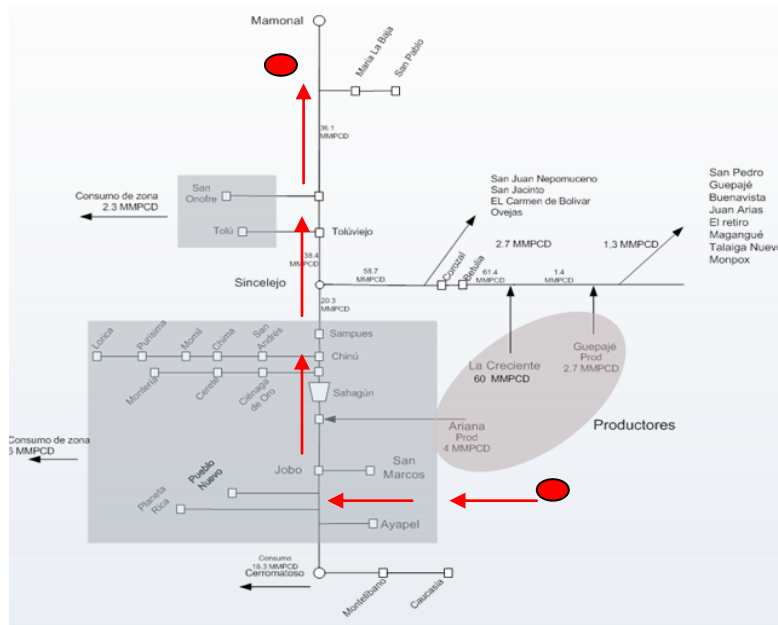 Mamonal
Maria La Baja
San Pablo
36.1
MMPCD
San
Onofre
Consumo de zona
2.3 MMPCD
Tolú
Tolúviejo
38.4
MMPCD
San Juan Nepomuceno
San Jacinto
EL Carmen de Bolivar
Ovejas
San Pedro
Guepajé
Buenavista
Juan Arias
El retiro
Magangué
Talaiga Nuevo
Monpox
2.7 MMPCD
1,3 MMPCD
Sincelejo
58.7
MMPCD
Corozal
Betulia
61.4
MMPCD
1.4
MMPCD
20.3
MMPCD
Sampues
Lorica
Purísima
Momil
Chima
San
Andrés
Chinú
Montería
Cereté
Ciénaga
de Oro
Sahagún
La Creciente
60 MMPCD
Guepajé
Prod
2.7 MMPCD
Ariana
Prod
4 MMPCD
Productores
Consumo de zona
6 MMPCD
Jobo
San
Marcos
Pueblo
Nuevo
Planeta
Rica
Ayapel
Consumo
18.3 MMPCD
Cerromatoso
Montelíbano
Caucasia